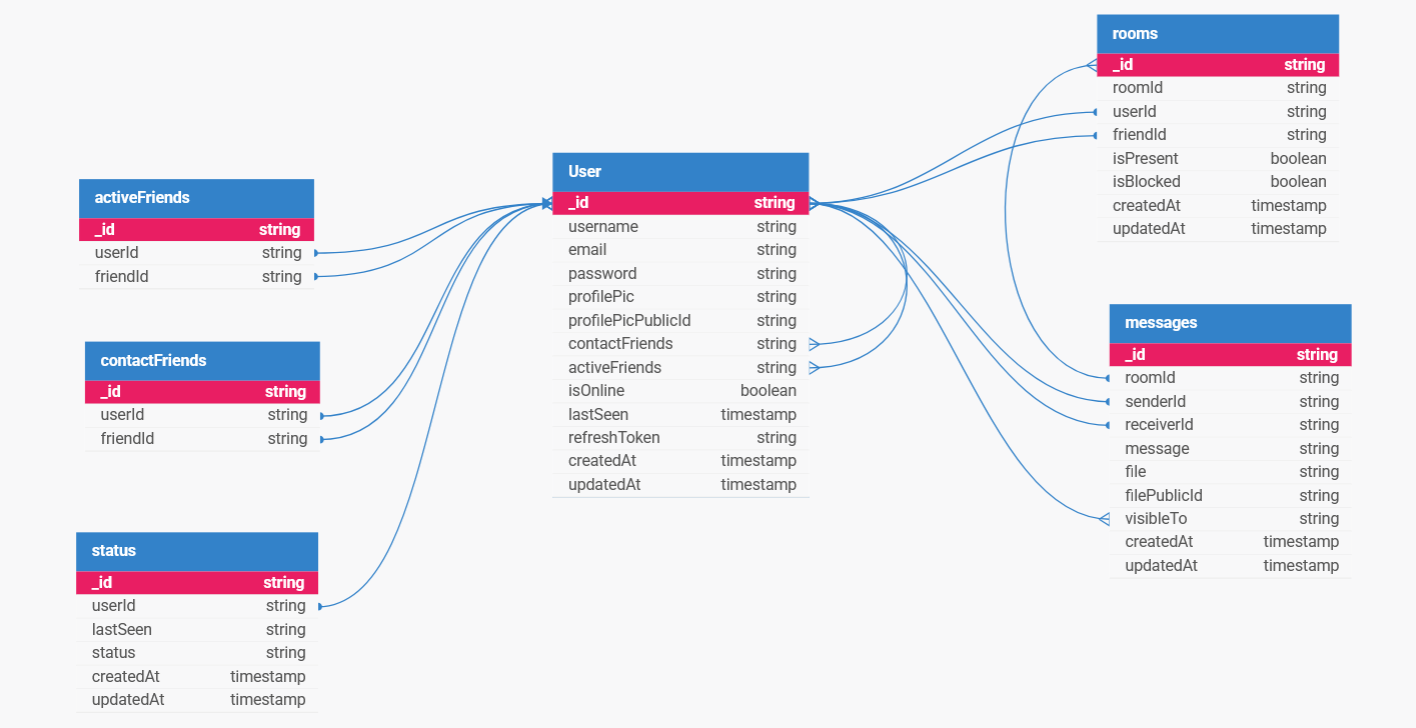 activeFriends
_id string
userId string
friendId string
contactFriends
_id string
userId string
friendId string
status
_id string
userId string
lastSeen string
status string
createdAt timestamp
updatedAt timestamp
User
_id string
username string
email string
password string
profilePic string
profilePicPublicId string
contactFriends string
activeFriends string
isOnline boolean
lastSeen timestamp
refreshToken string
createdAt timestamp
updatedAt timestamp
rooms
_id string
roomId string
userId string
friendId string
isPresent boolean
isBlocked boolean
createdAt timestamp
updatedAt timestamp
messages
_id string
roomId string
senderId string
receiverId string
message string
file string
filePublicId string
visibleTo string
createdAt timestamp
updatedAt timestamp